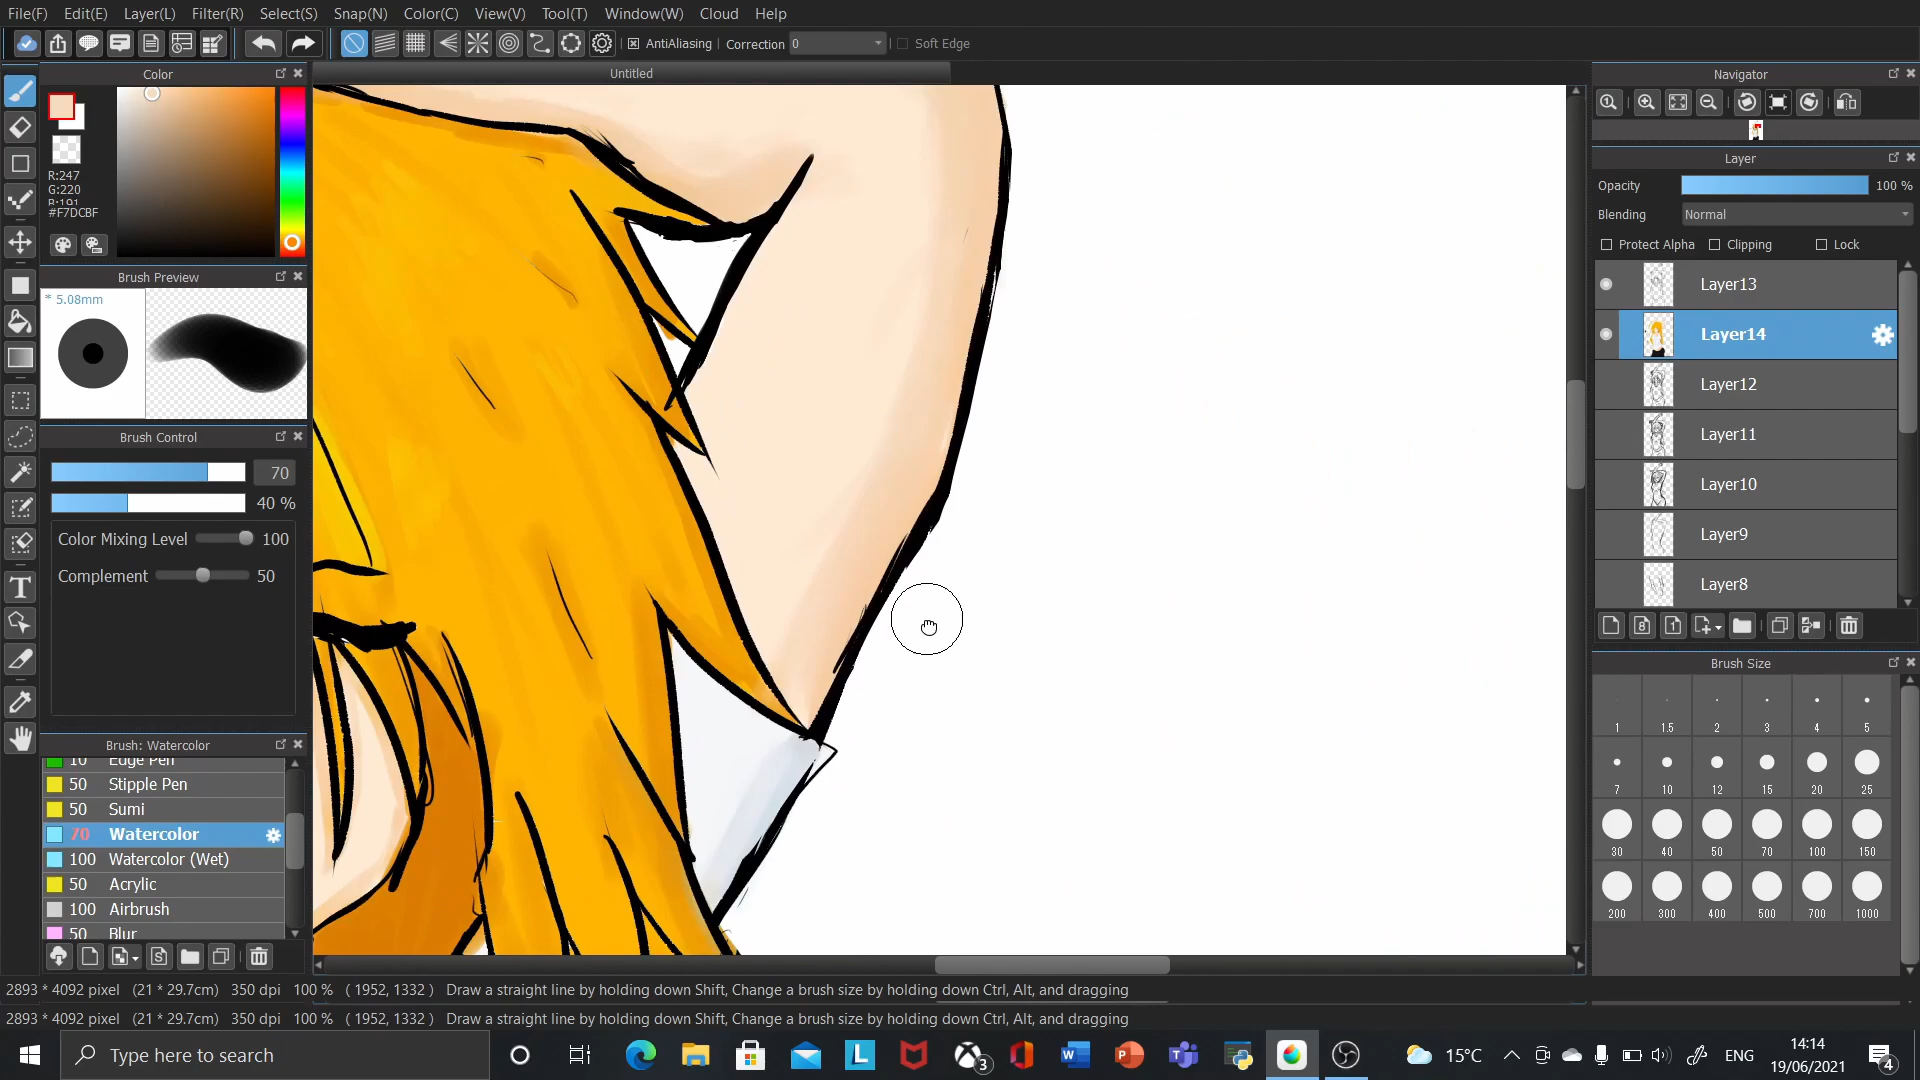 File(F) Edit(E) Layer(L) Filter(R) Select(S) Snap(N) Color(C) View(V) Tool(T) Window(W) Cloud Help
AntiAliasing Correction 0 Soft Edge
Color
Untitled
Navigator
R:247
G:220
B:191
#F7DCBF
Layer
Opacity 100 %
Blending Normal
Protect Alpha Clipping Lock
Brush Preview
* 5.08mm
Layer13
Layer14
Layer12
Layer11
Layer10
Layer9
Layer8
Brush Control
70
40 %
Color Mixing Level 100
Complement 50
Brush Size
1 1.5 2 3 4 5
7 10 12 15 20 25
30 40 50 70 100 150
200 300 400 500 700 1000
Brush: Watercolor
10 Edge Pen
50 Stipple Pen
50 Sumi
70 Watercolor
100 Watercolor (Wet)
50 Acrylic
100 Airbrush
50 Blur
2893 * 4092 pixel (21 * 29.7cm) 350 dpi 100 % ( 1952, 1332 ) Draw a straight line by holding down Shift, Change a brush size by holding down Ctrl, Alt, and dragging
2893 * 4092 pixel (21 * 29.7cm) 350 dpi 100 % ( 1952, 1332 ) Draw a straight line by holding down Shift, Change a brush size by holding down Ctrl, Alt, and dragging
Type here to search
3
15°C
ENG
14:14
19/06/2021
4